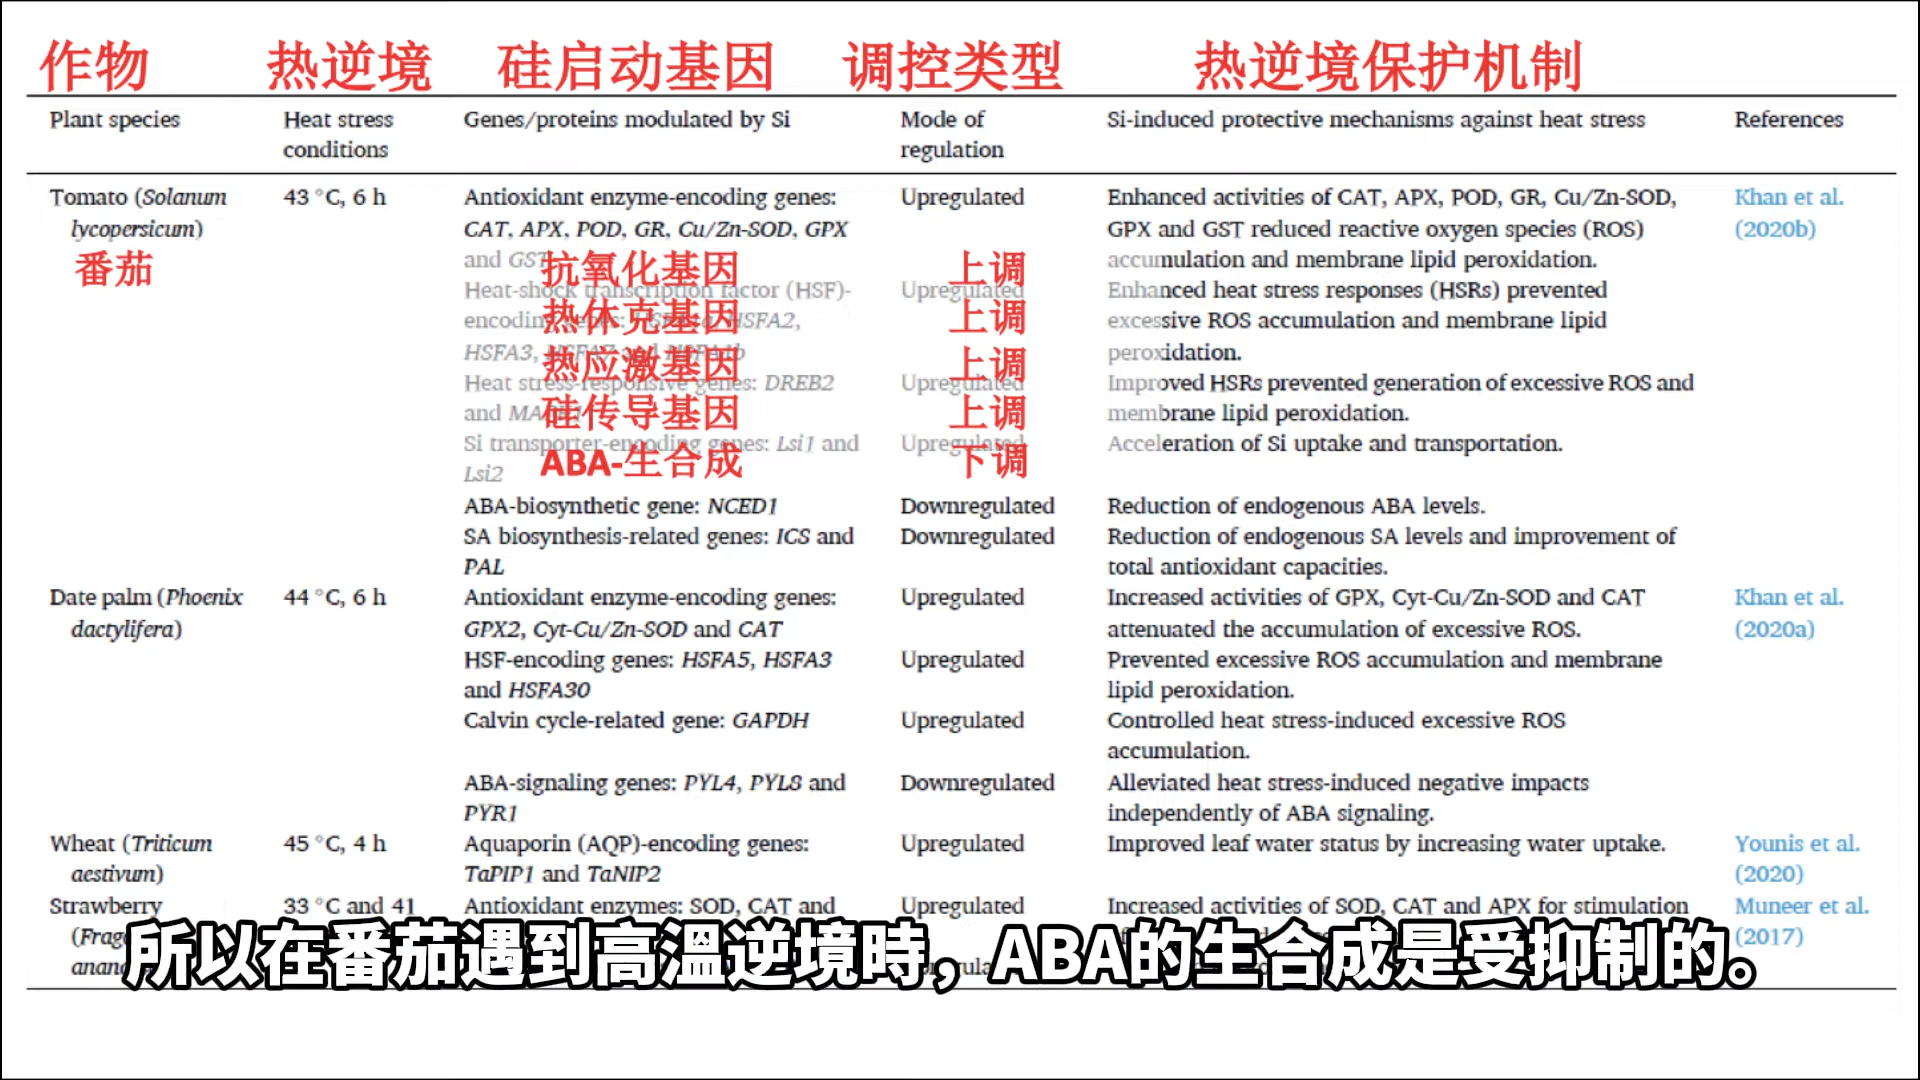 作物 热逆境 硅启动基因 调控类型 热逆境保护机制
Plant species Heat stress Genes/proteins modulated by Si Mode of Si-induced protective mechanisms against heat stress References
conditions regulation
Tomato (Solanum 43 °C, 6 h Antioxidant enzyme-encoding genes: Upregulated Enhanced activities of CAT, APX, POD, GR, Cu/Zn-SOD, Khan et al.
lycopersicum) CAT, APX, POD, GR, Cu/Zn-SOD, GPX GPX and GST reduced reactive oxygen species (ROS) (2020b)
and GST accumulation and membrane lipid peroxidation.
番茄 抗氧化基因 上调
Heat-shock transcription factor (HSF)- Upregulated Enhanced heat stress responses (HSRs) prevented
encoding genes: HSFA2, excessive ROS accumulation and membrane lipid
热休克基因 上调
HSFA3, peroxidation.
热应激基因 上调
Heat stress-responsive genes: DREB2 Upregulated Improved HSRs prevented generation of excessive ROS and
and membrane lipid peroxidation.
硅传导基因 上调
Si transporter-encoding genes: Lsi1 and Upregulated Acceleration of Si uptake and transportation.
ABA-生合成 下调
Lsi2
ABA-biosynthetic gene: NCED1 Downregulated Reduction of endogenous ABA levels.
SA biosynthesis-related genes: ICS and Downregulated Reduction of endogenous SA levels and improvement of
PAL total antioxidant capacities.
Date palm (Phoenix 44 °C, 6 h Antioxidant enzyme-encoding genes: Upregulated Increased activities of GPX, Cyt-Cu/Zn-SOD and CAT Khan et al.
dactylifera) GPX2, Cyt-Cu/Zn-SOD and CAT attenuated the accumulation of excessive ROS. (2020a)
HSF-encoding genes: HSFA5, HSFA3 Upregulated Prevented excessive ROS accumulation and membrane
and HSFA30 lipid peroxidation.
Calvin cycle-related gene: GAPDH Upregulated Controlled heat stress-induced excessive ROS
accumulation.
ABA-signaling genes: PYL4, PYL8 and Downregulated Alleviated heat stress-induced negative impacts
PYR1 independently of ABA signaling.
Wheat (Triticum 45 °C, 4 h Aquaporin (AQP)-encoding genes: Upregulated Improved leaf water status by increasing water uptake. Younis et al.
aestivum) TaPIP1 and TaNIP2 (2020)
Strawberry 33 °C and 41 Antioxidant enzymes: SOD, CAT and Upregulated Increased activities of SOD, CAT and APX for stimulation Muneer et al.
(2017)
所以在番茄遇到高溫逆境時，ABA的生合成是受抑制的。